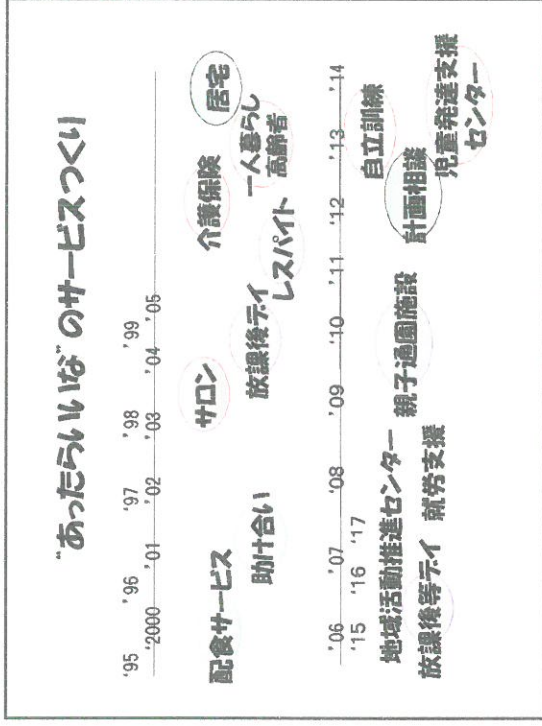 "あったらいいな"のサービスつくり
'95 '96 '97 '98 '99
'2000 '01 '02 '03 '04 '05
配食サービス
助け合い
サロン
放課後デイ
レスパイト
介護保険
一人暮らし
高齢者
居宅
'06 '07 '08 '09 '10 '11 '12 '13 '14
'15 '16 '17
地域活動推進センター
放課後等デイ 就労支援
親子通園施設
計画相談
自立訓練
児童発達支援
センター